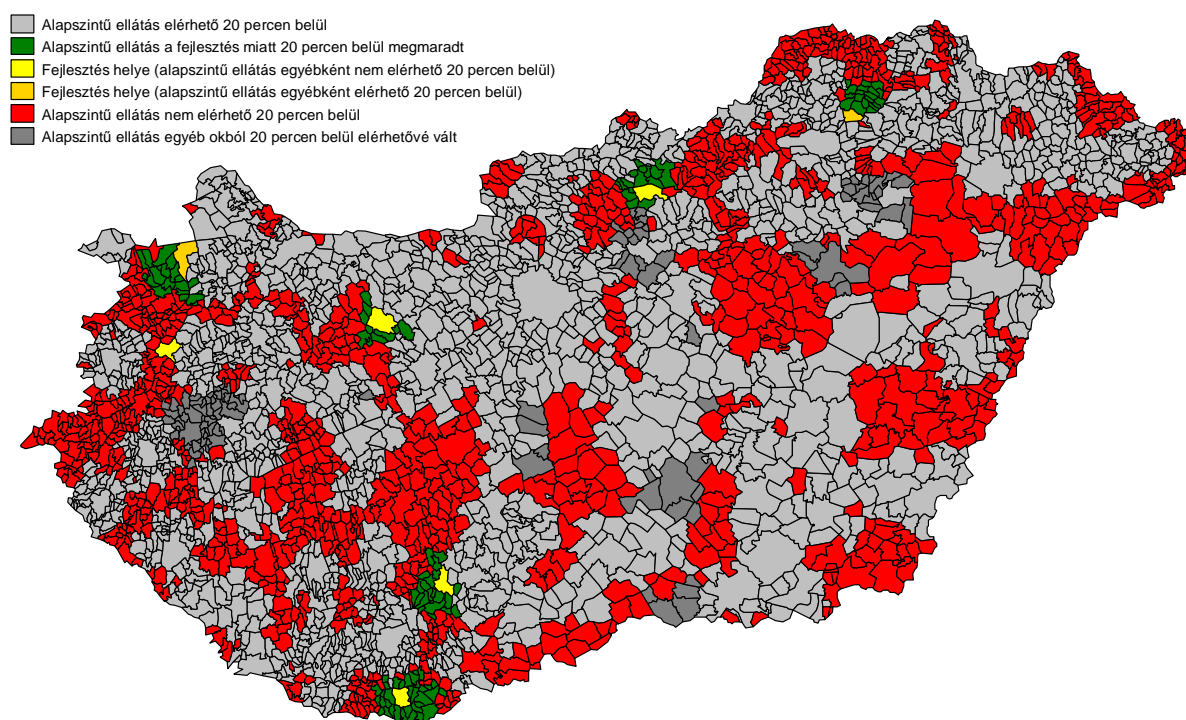 Alapszintű ellátás elérhető 20 percen belül
Alapszintű ellátás a fejlesztés miatt 20 percen belül megmaradt
Fejlesztés helye (alapszintű ellátás egyébként nem elérhető 20 percen belül)
Fejlesztés helye (alapszintű ellátás egyébként elérhető 20 percen belül)
Alapszintű ellátás nem elérhető 20 percen belül
Alapszintű ellátás egyéb okból 20 percen belül elérhetővé vált